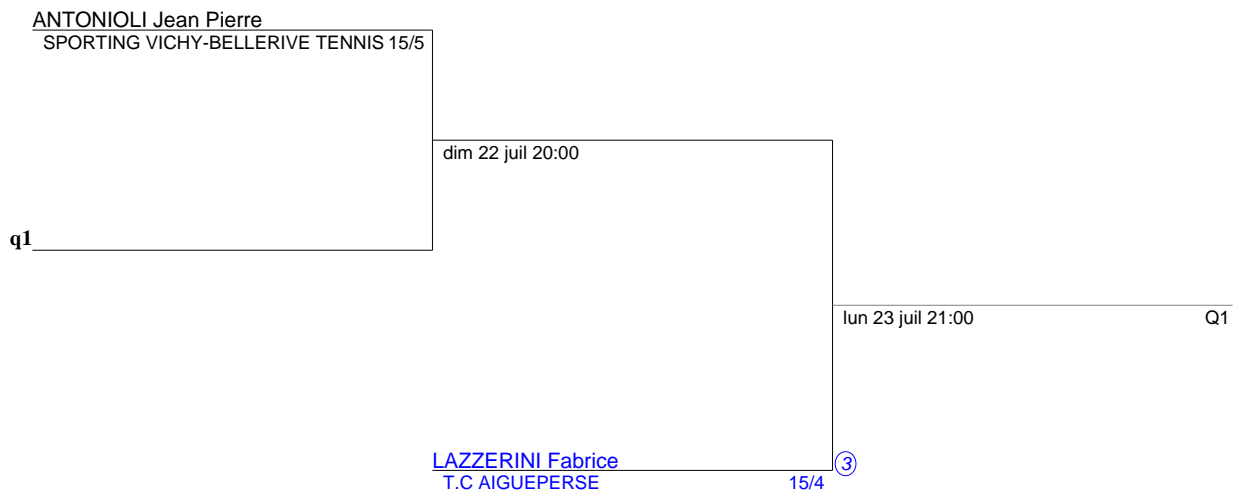 ANTONIOLI Jean Pierre
SPORTING VICHY-BELLERIVE TENNIS 15/5
dim 22 juil 20:00
q1
lun 23 juil 21:00 Q1
LAZZERINI Fabrice 3
T.C AIGUEPERSE 15/4